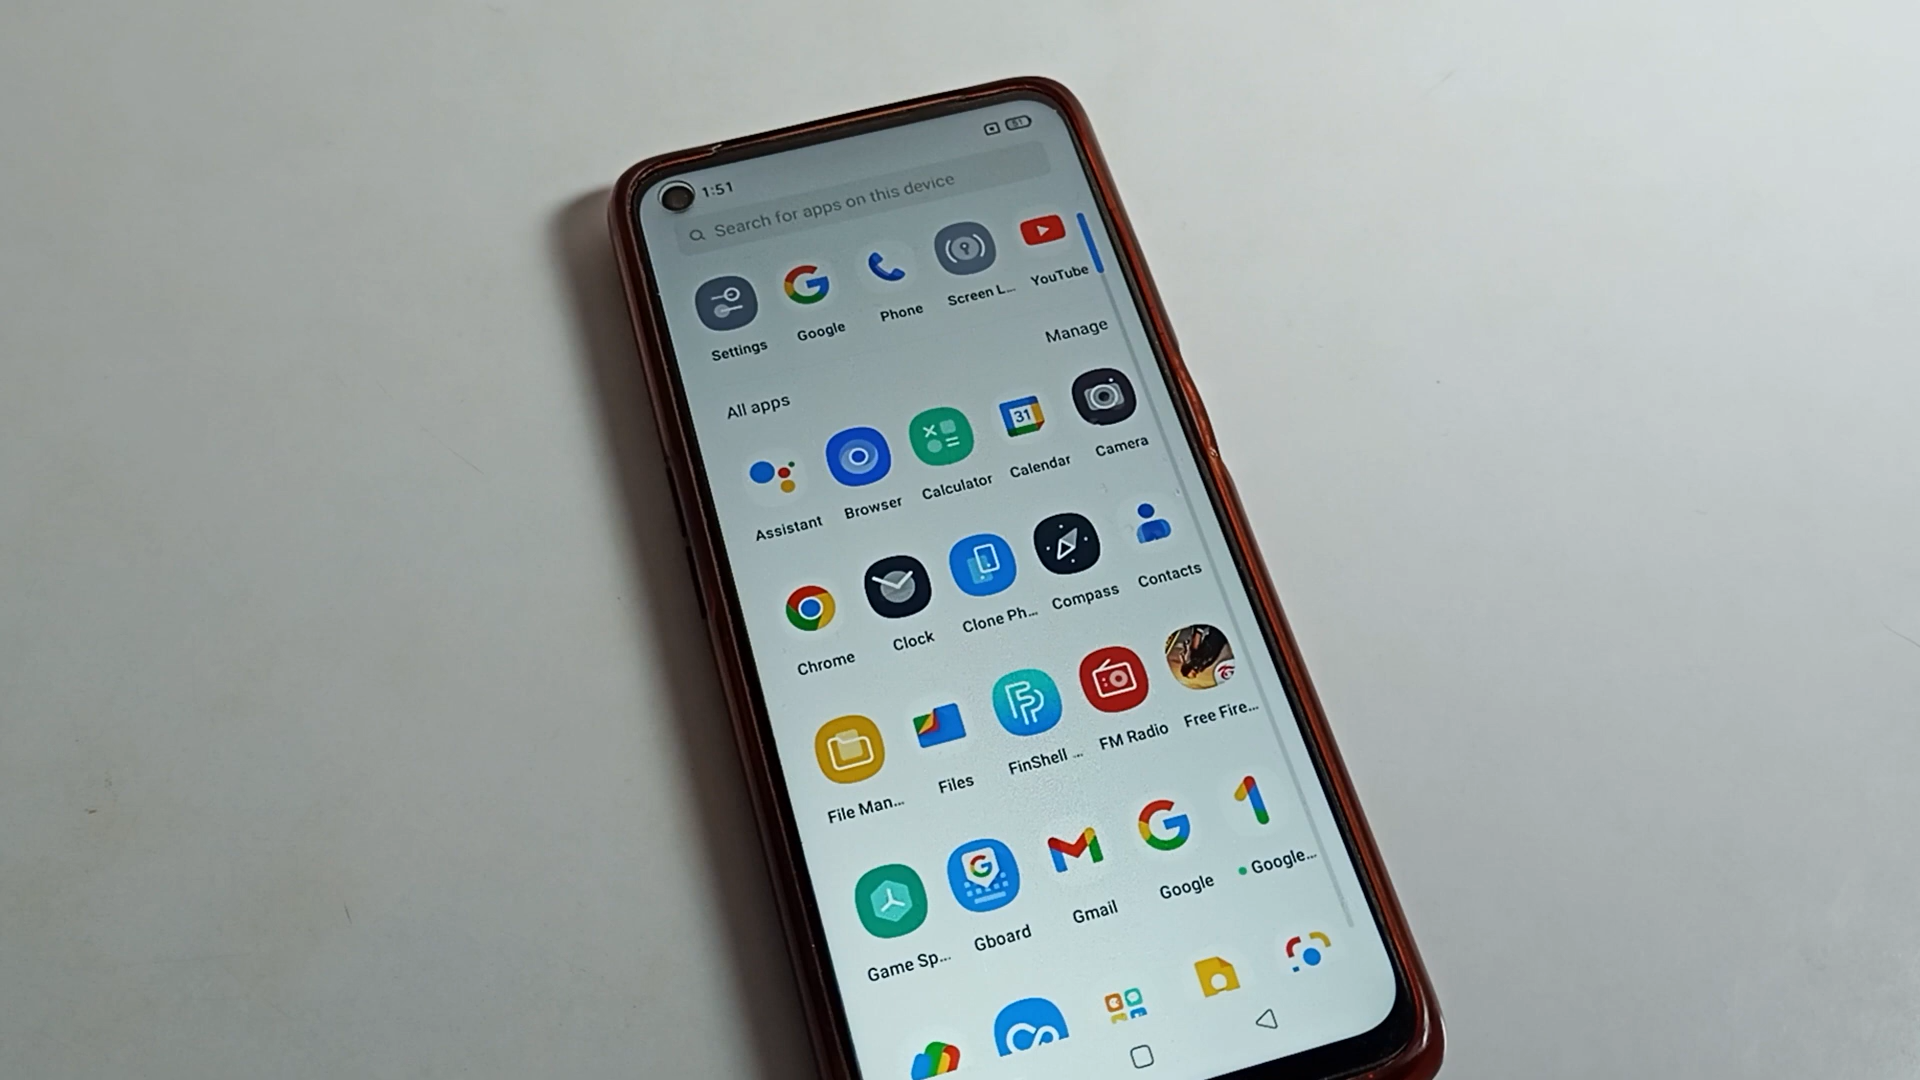 1:51
51
Search for apps on this device
Settings Google Phone Screen L... YouTube
Manage
All apps
31
Assistant Browser Calculator Calendar Camera
Chrome Clock Clone Ph... Compass Contacts
File Man... Files FinShell ... FM Radio Free Fire...
Game Sp... Gboard Gmail Google Google...